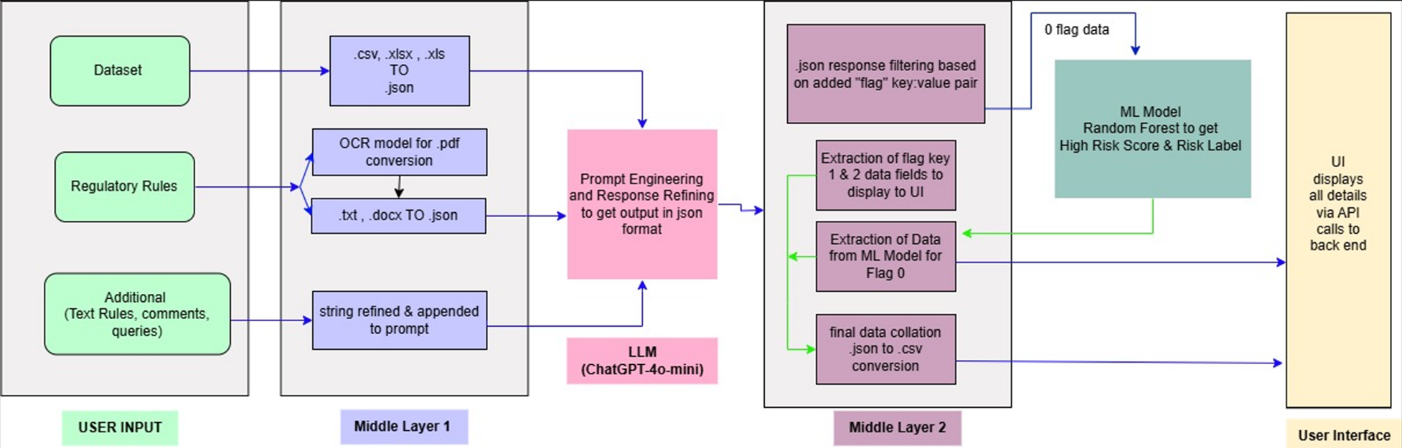 Dataset
Regulatory Rules
Additional
(Text Rules, comments,
queries)
USER INPUT
.csv, .xlsx , .xls
TO
.json
OCR model for .pdf
conversion
.txt , .docx TO .json
string refined & appended
to prompt
Middle Layer 1
Prompt Engineering
and Response Refining
to get output in json
format
LLM
(ChatGPT-4o-mini)
.json response filtering based
on added "flag" key:value pair
Extraction of flag key
1 & 2 data fields to
display to UI
Extraction of Data
from ML Model for
Flag 0
final data collation
.json to .csv
conversion
Middle Layer 2
0 flag data
ML Model
Random Forest to get
High Risk Score & Risk Label
UI
displays
all details
via API
calls to
back end
User Interface